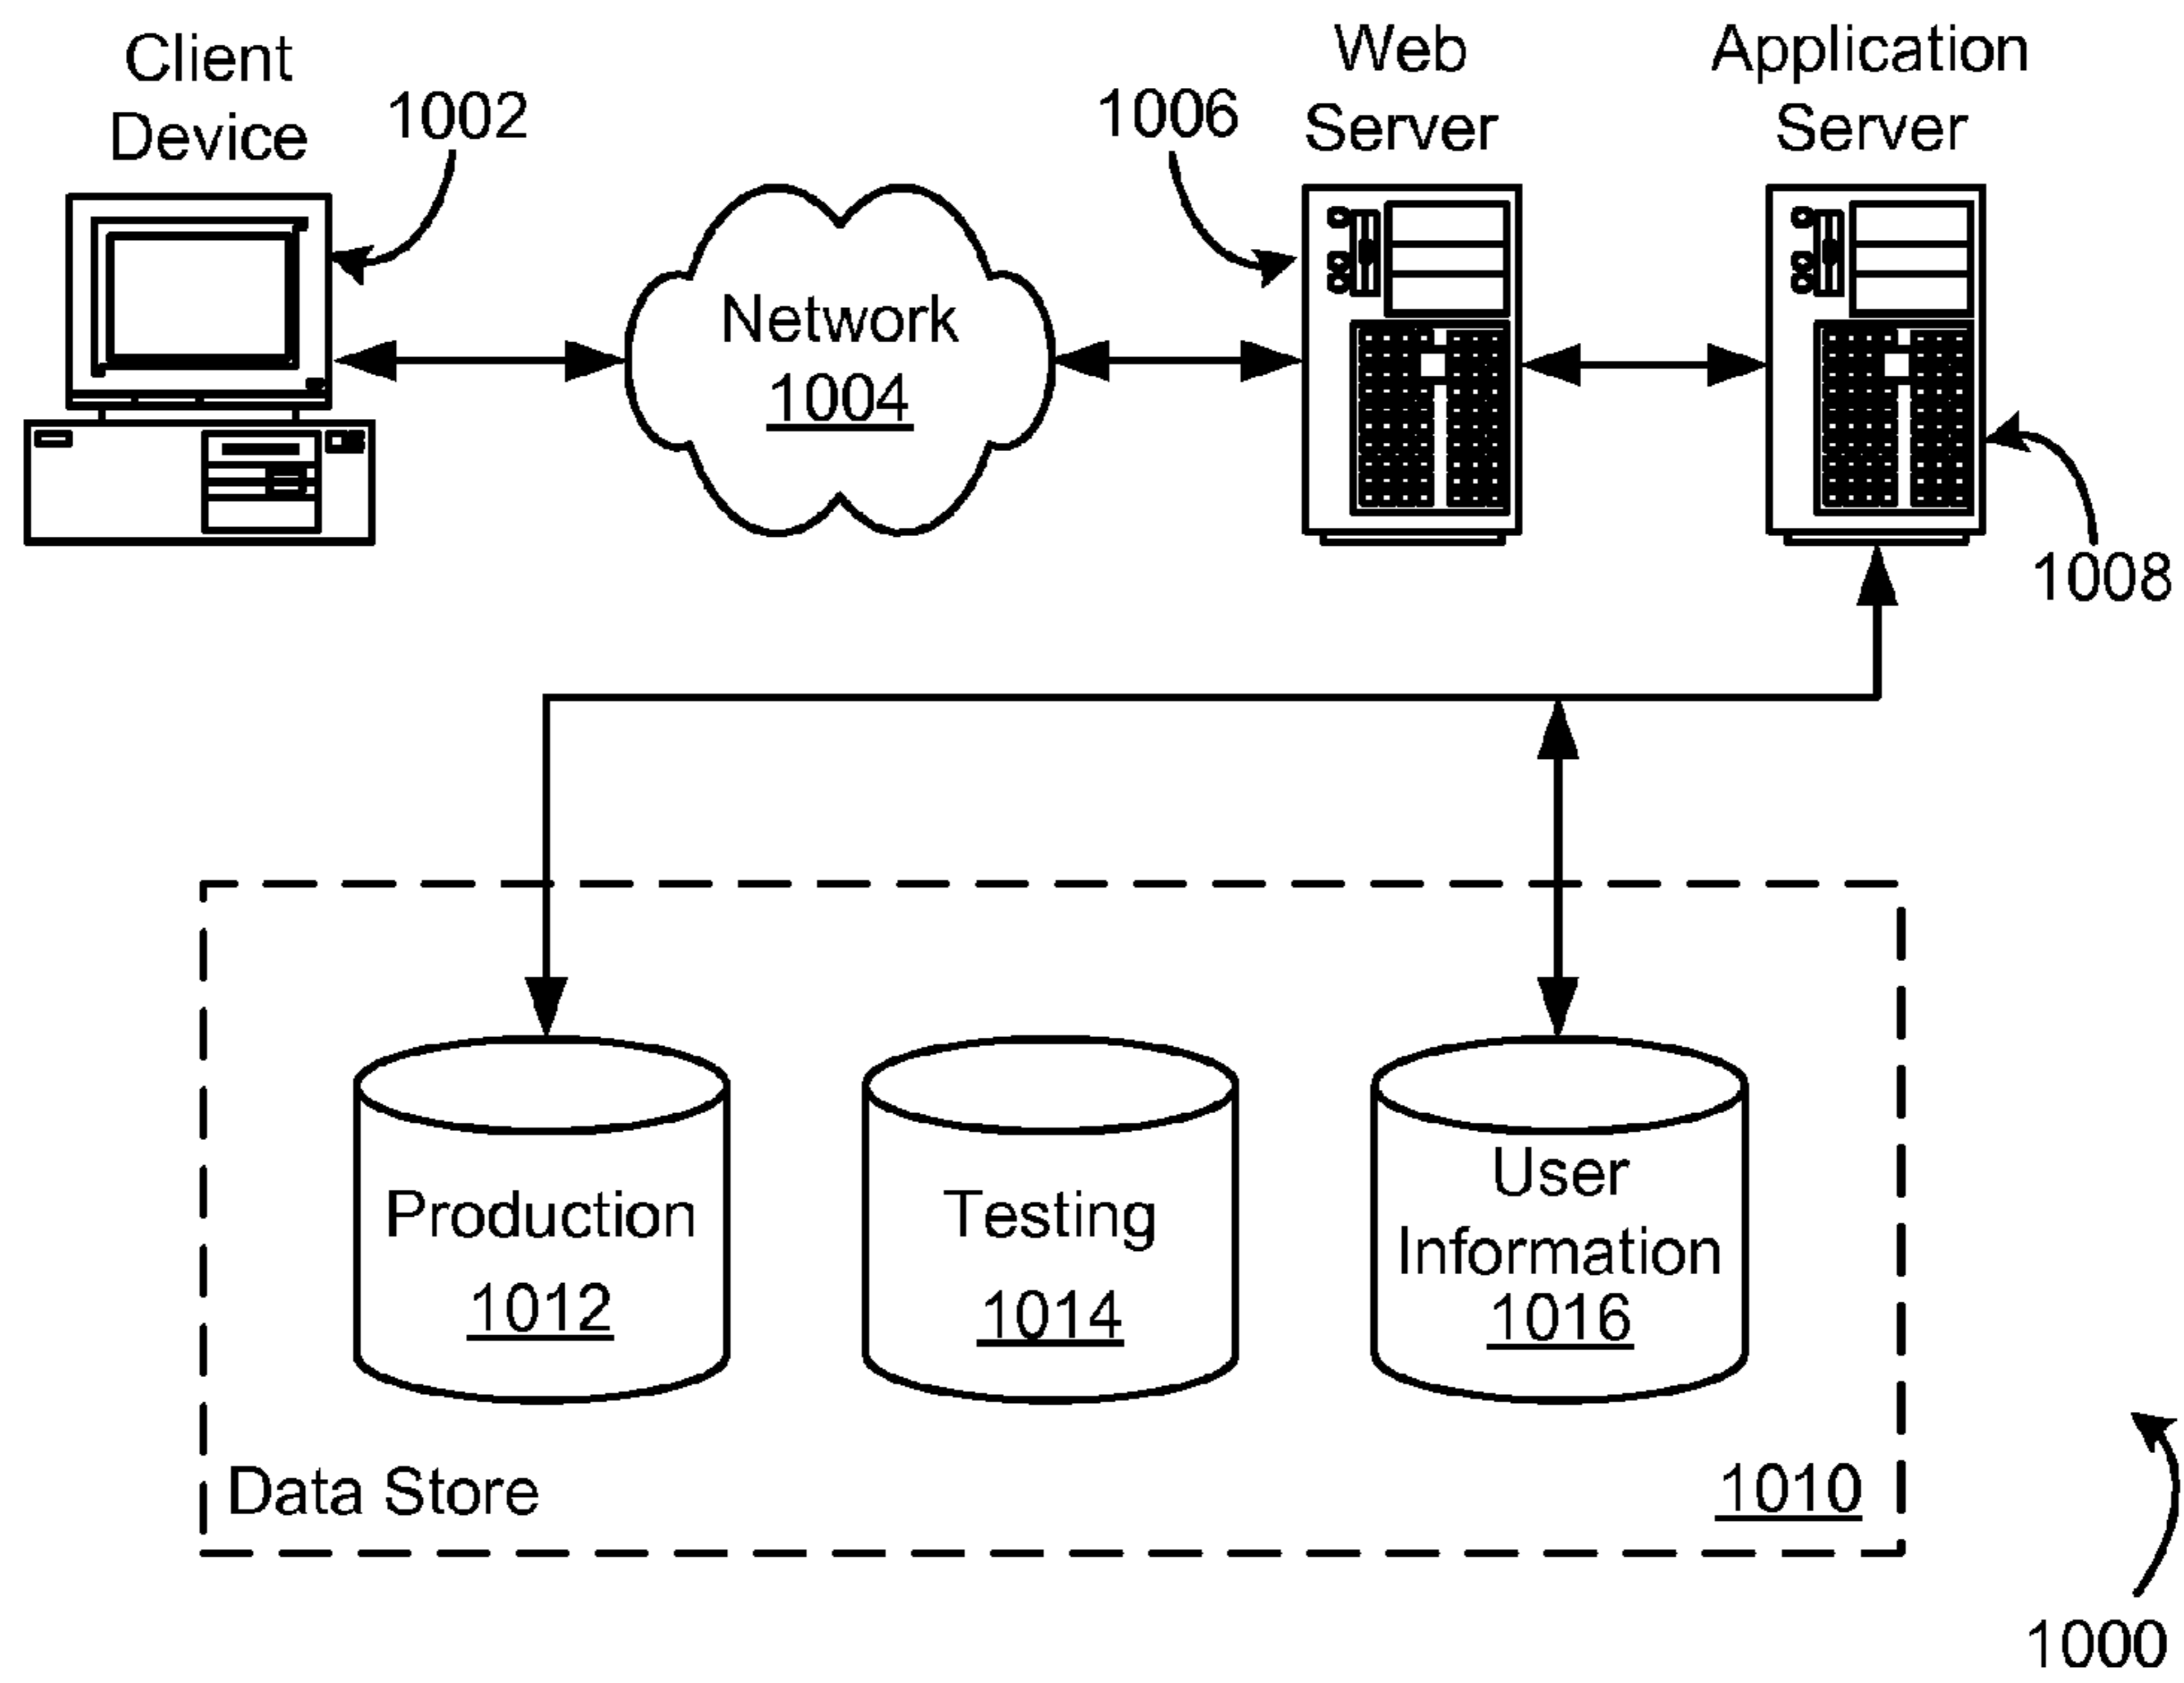 Client
Device
1002
1006
Web
Server
Application
Server
Network
1004
1008
Production
1012
Testing
1014
User
Information
1016
Data Store
1010
1000